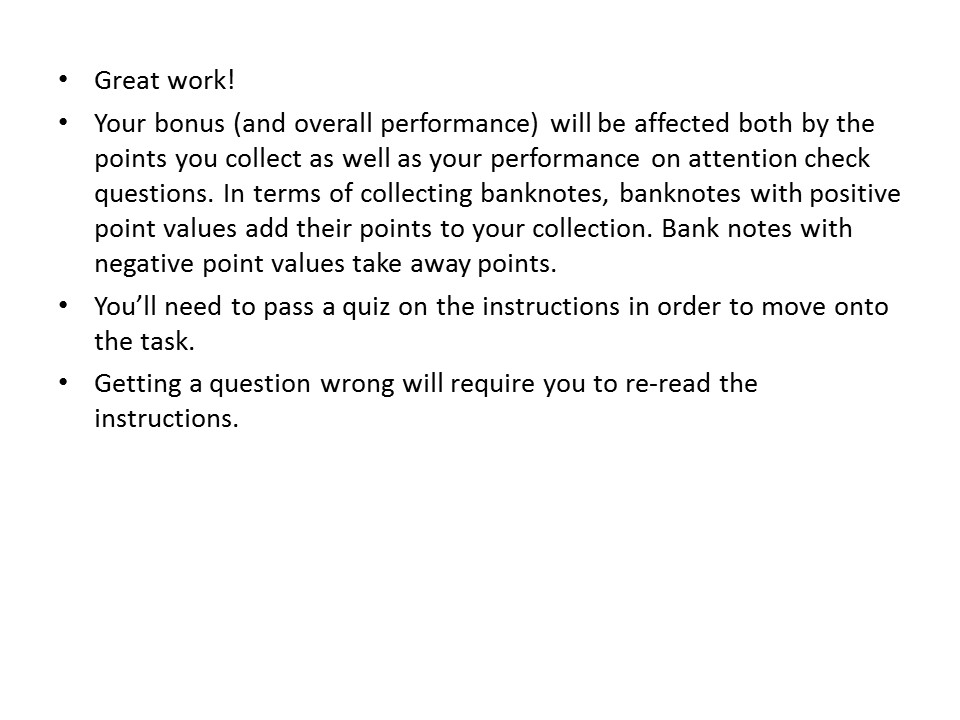 • Great work!
• Your bonus (and overall performance) will be affected both by the
points you collect as well as your performance on attention check
questions. In terms of collecting banknotes, banknotes with positive
point values add their points to your collection. Bank notes with
negative point values take away points.
• You’ll need to pass a quiz on the instructions in order to move onto
the task.
• Getting a question wrong will require you to re-read the
instructions.